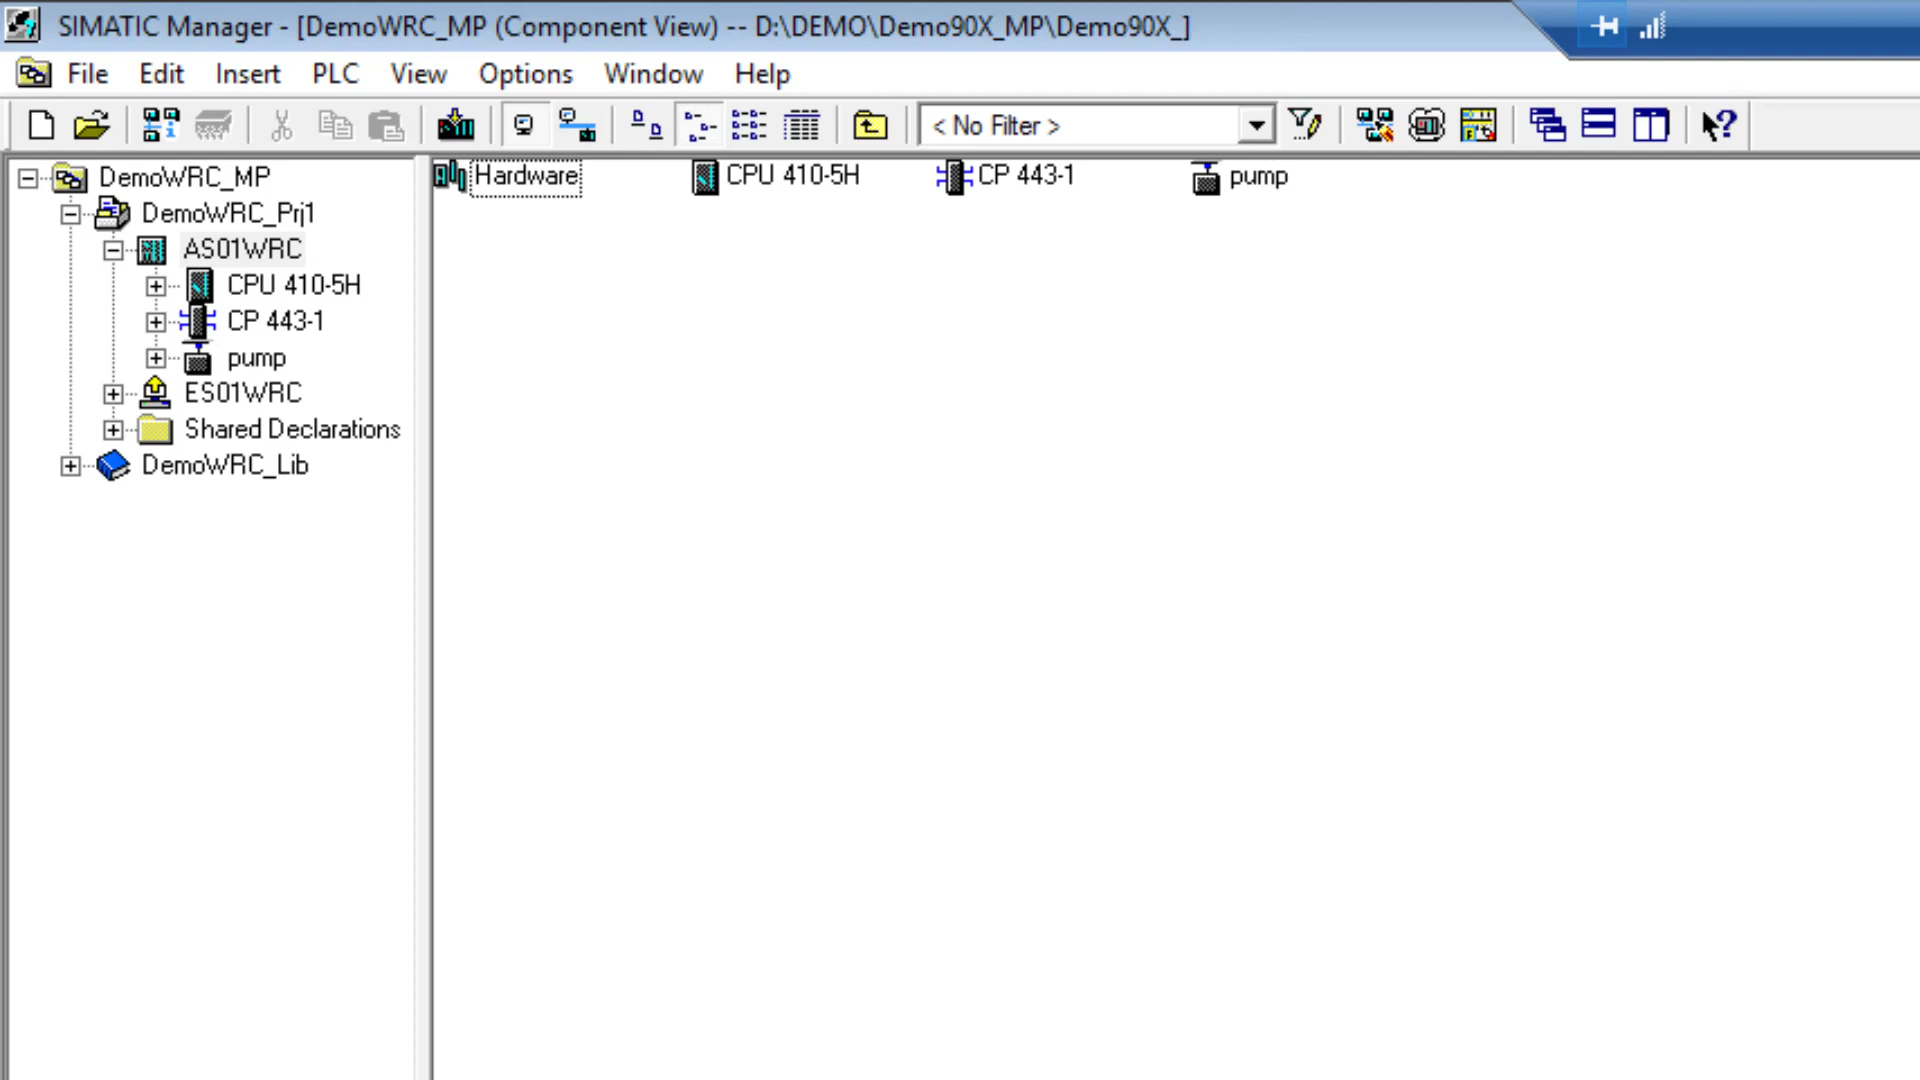 SIMATIC Manager - [DemoWRC_MP (Component View) -- D:\DEMO\Demo90X_MP\Demo90X_]
File Edit Insert PLC View Options Window Help
< No Filter >
DemoWRC_MP
DemoWRC_Prj1
AS01WRC
CPU 410-5H
CP 443-1
pump
ES01WRC
Shared Declarations
DemoWRC_Lib
Hardware CPU 410-5H CP 443-1 pump